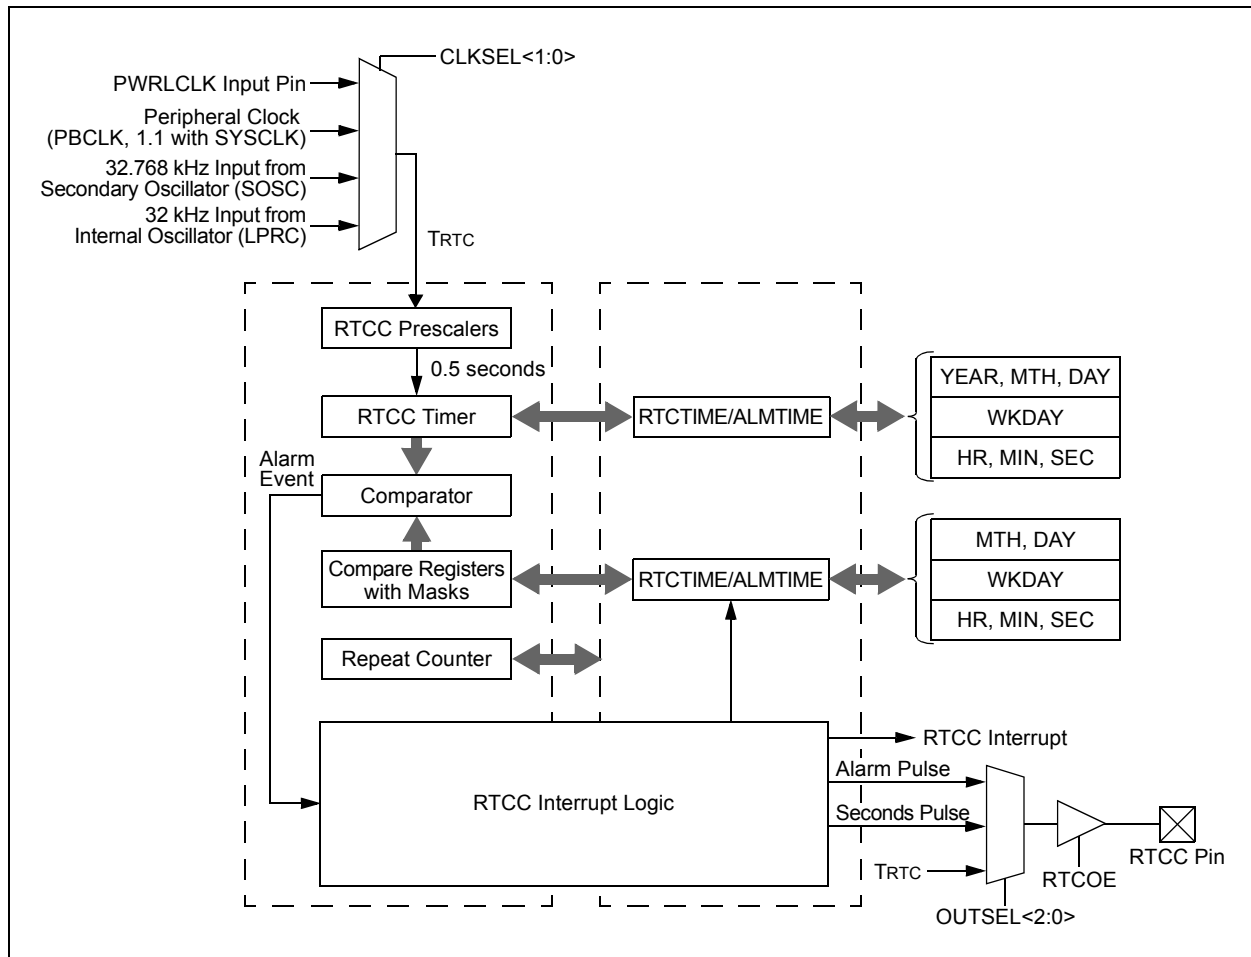 CLKSEL<1:0>
PWRLCLK Input Pin
Peripheral Clock
(PBCLK, 1.1 with SYSCLK)
32.768 kHz Input from
Secondary Oscillator (SOSC)
32 kHz Input from
Internal Oscillator (LPRC)
TRTC
RTCC Prescalers
0.5 seconds
RTCC Timer
RTCTIME/ALMTIME
YEAR, MTH, DAY
WKDAY
HR, MIN, SEC
Alarm
Event
Comparator
Compare Registers
with Masks
RTCTIME/ALMTIME
MTH, DAY
WKDAY
HR, MIN, SEC
Repeat Counter
RTCC Interrupt Logic
RTCC Interrupt
Alarm Pulse
Seconds Pulse
TRTC
RTCOE
RTCC Pin
OUTSEL<2:0>